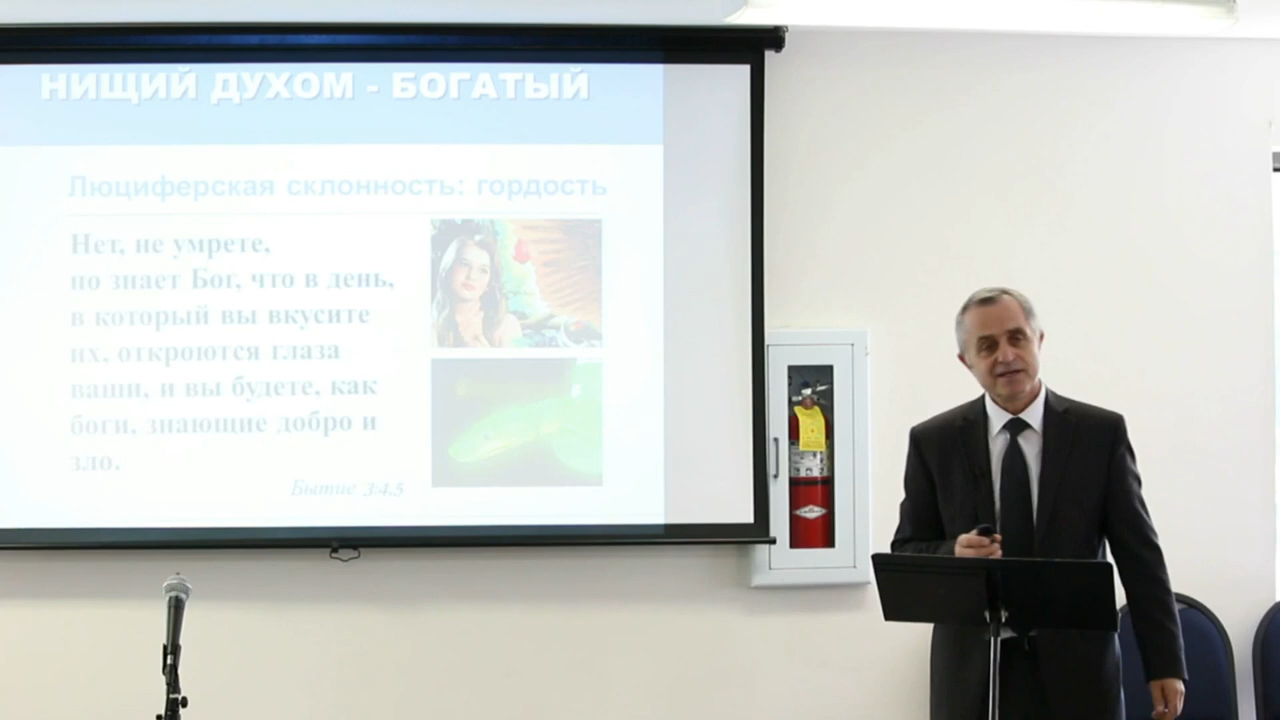 НИЩИЙ ДУХОМ - БОГАТЫЙ
Люциферская склонность: гордость
Нет, не умрете,
но знает Бог, что в день,
в который вы вкусите
их, откроются глаза
ваши, и вы будете, как
боги, знающие добро и
зло.
Бытие 3:4,5